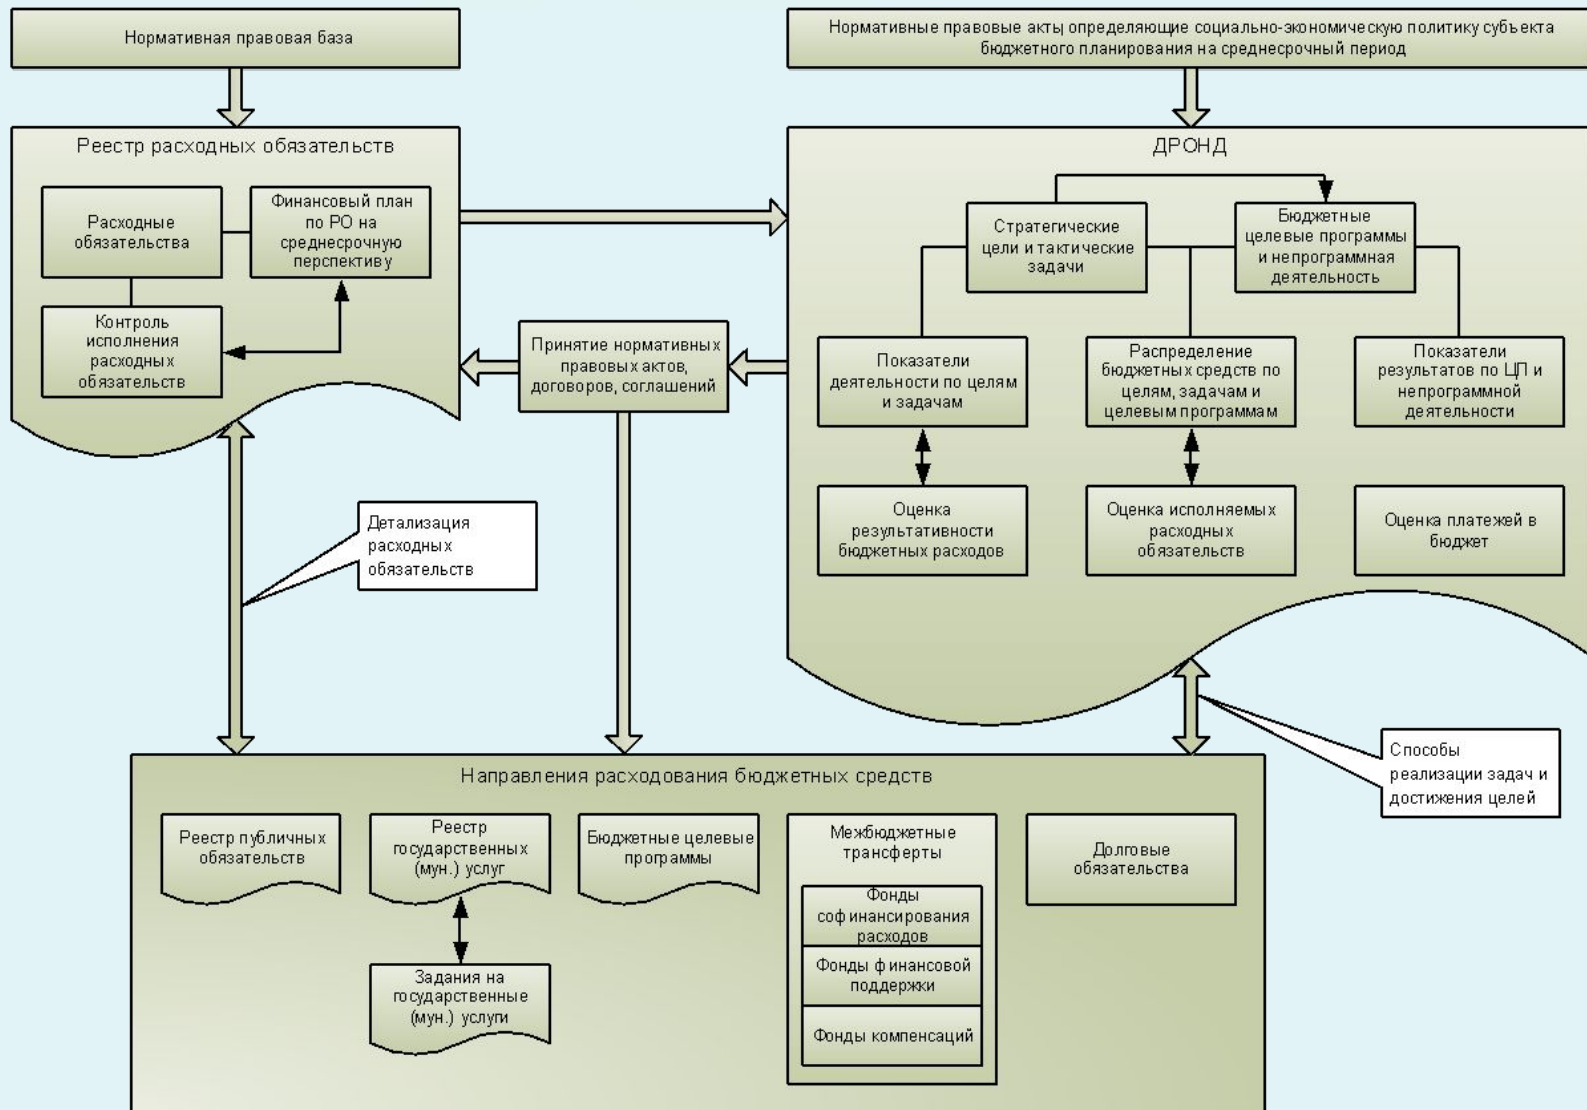 Нормативная правовая база
Нормативные правовые акты, определяющие социально-экономическую политику субъекта
бюджетного планирования на среднесрочный период
Реестр расходных обязательств
Расходные
обязательства
Финансовый план
по РО на
среднесрочную
перспективу
Контроль
исполнения
расходных
обязательств
Принятие нормативных
правовых актов,
договоров, соглашений
ДРОНД
Стратегические
цели и тактические
задачи
Бюджетные
целевые программы
и непрограммная
деятельность
Показатели
деятельности по целям
и задачам
Распределение
бюджетных средств по
целям, задачам и
целевым программам
Показатели
результатов по ЦП и
непрограммной
деятельности
Оценка
результативности
бюджетных расходов
Оценка исполняемых
расходных
обязательств
Оценка платежей в
бюджет
Детализация
расходных
обязательств
Способы
реализации задач и
достижения целей
Направления расходования бюджетных средств
Реестр публичных
обязательств
Реестр
государственных
(мун.) услуг
Задания на
государственные
(мун.) услуги
Бюджетные целевые
программы
Межбюджетные
трансферты
Фонды
софинансирования
расходов
Фонды финансовой
поддержки
Фонды компенсаций
Долговые
обязательства